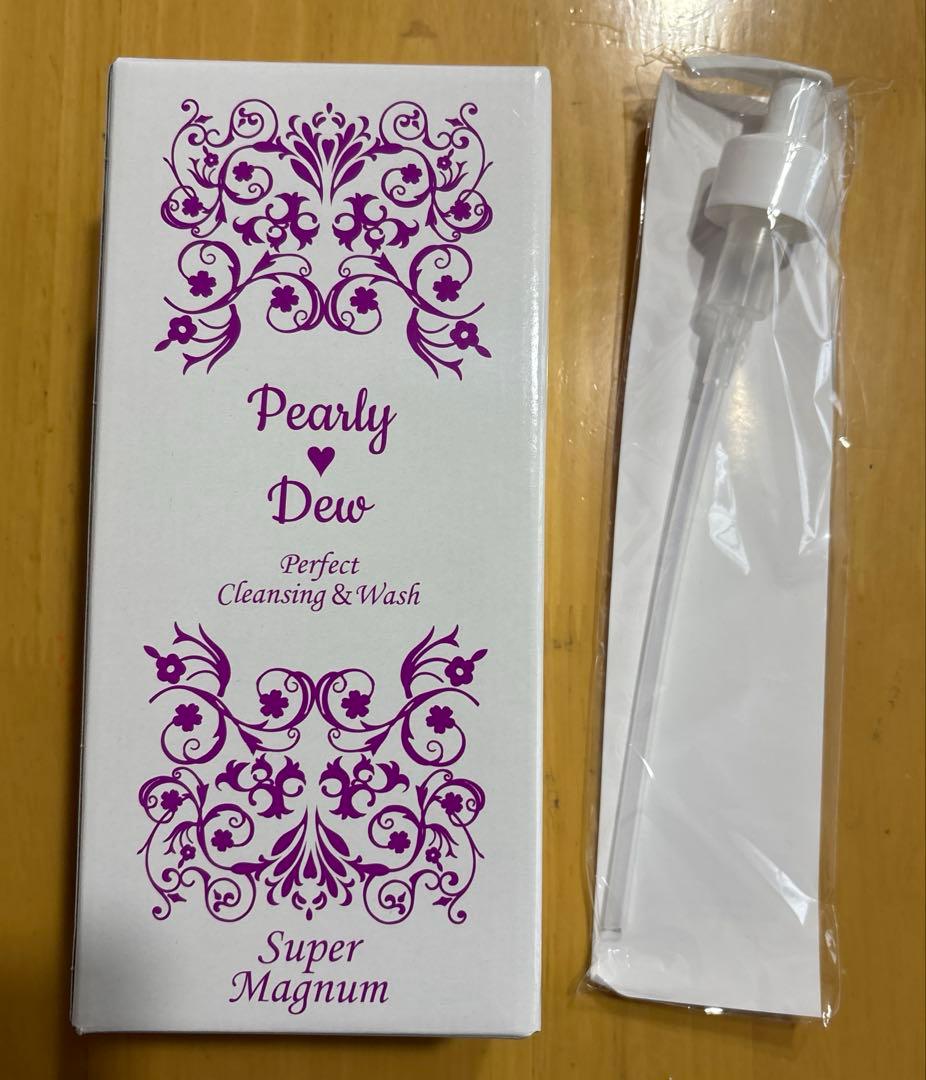 Pearly
Dew
Perfect
Cleansing & Wash
Super
Magnum